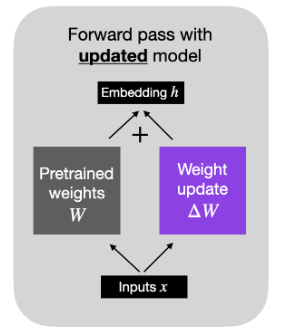 Forward pass with
updated model
Embedding h
+
Pretrained
weights
W
Weight
update
ΔW
Inputs x